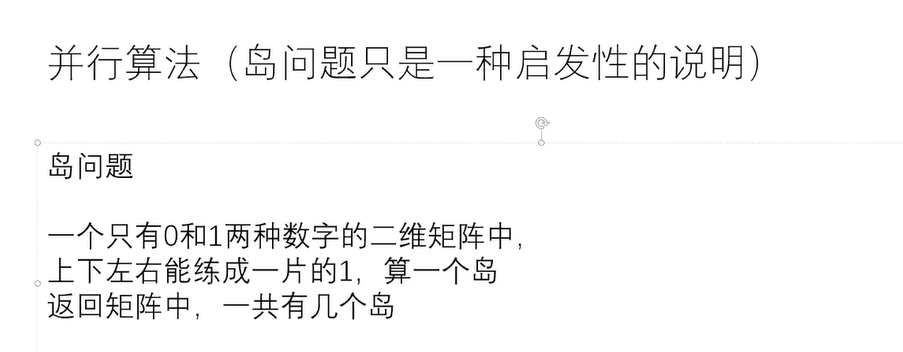 并行算法（岛问题只是一种启发性的说明）
岛问题
一个只有0和1两种数字的二维矩阵中，
上下左右能练成一片的1，算一个岛
返回矩阵中，一共有几个岛